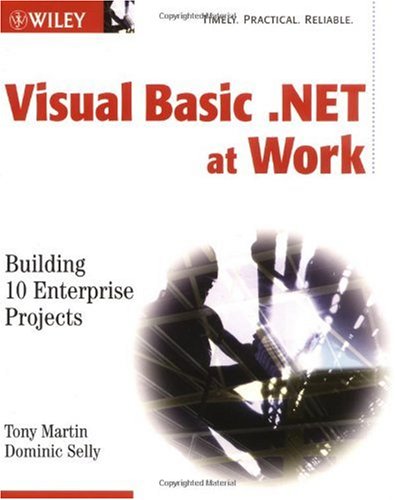 WILEY
TIMELY. PRACTICAL. RELIABLE.
Copyrighted Material
Visual Basic .NET
at Work
Building
10 Enterprise
Projects
Tony Martin
Dominic Selly
Copyrighted Material